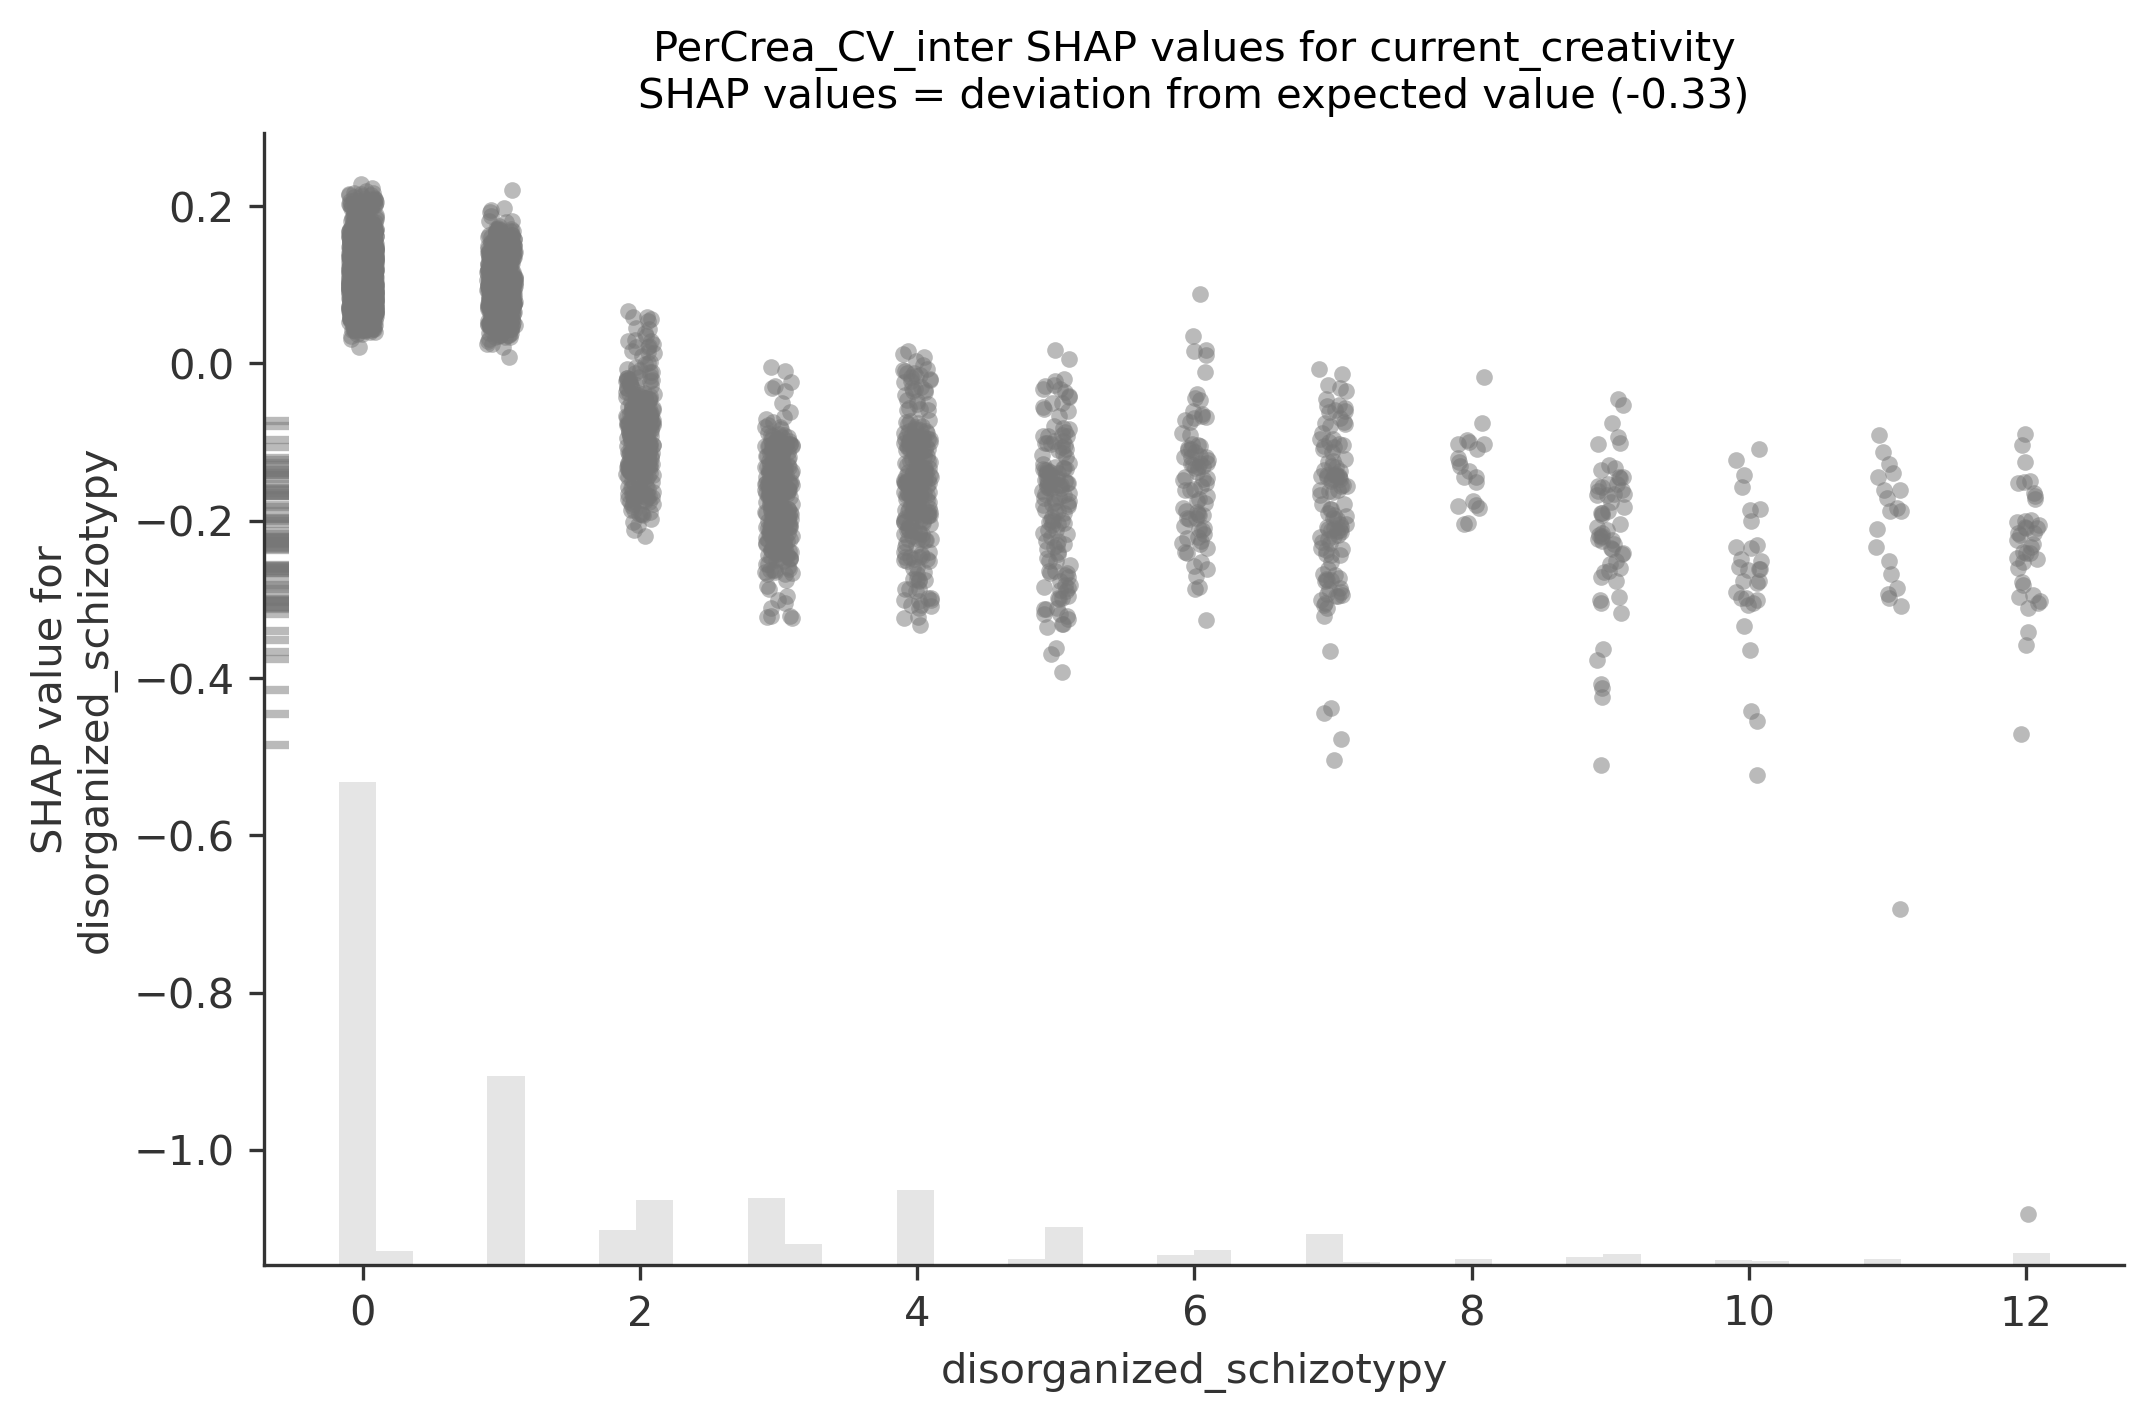 PerCrea_CV_inter SHAP values for current_creativity
SHAP values = deviation from expected value (-0.33)
SHAP value for
disorganized_schizotypy
0.2
0.0
−0.2
−0.4
−0.6
−0.8
−1.0
0 2 4 6 8 10 12
disorganized_schizotypy